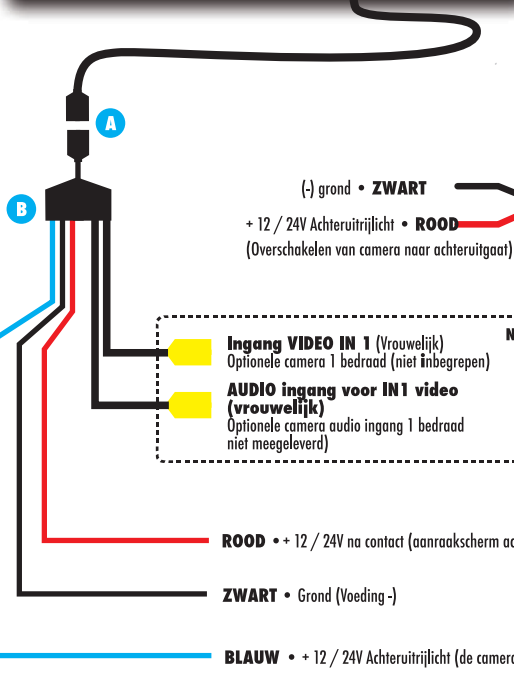 A
B
(-) grond • ZWART
+ 12 / 24V Achteruitrijlicht • ROOD
(Overschakelen van camera naar achteruitgaat)
N
Ingang VIDEO IN 1 (Vrouwelijk)
Optionele camera 1 bedraad (niet inbegrepen)
AUDIO ingang voor IN1 video
(vrouwelijk)
Optionele camera audio ingang 1 bedraad
niet meegeleverd)
ROOD • + 12 / 24V na contact (aanraakscherm ac
ZWART • Grond (Voeding -)
BLAUW • + 12 / 24V Achteruitrijlicht (de camera